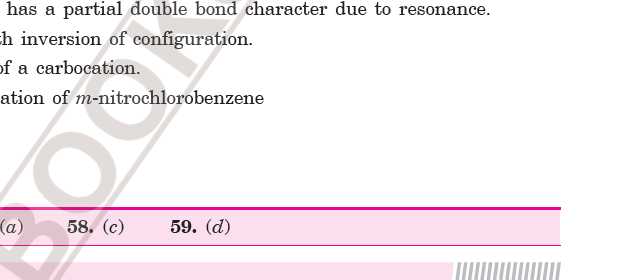 has a partial double bond character due to resonance.
th inversion of configuration.
of a carbocation.
ation of m-nitrochlorobenzene
(a) 58. (c) 59. (d)
BOOK